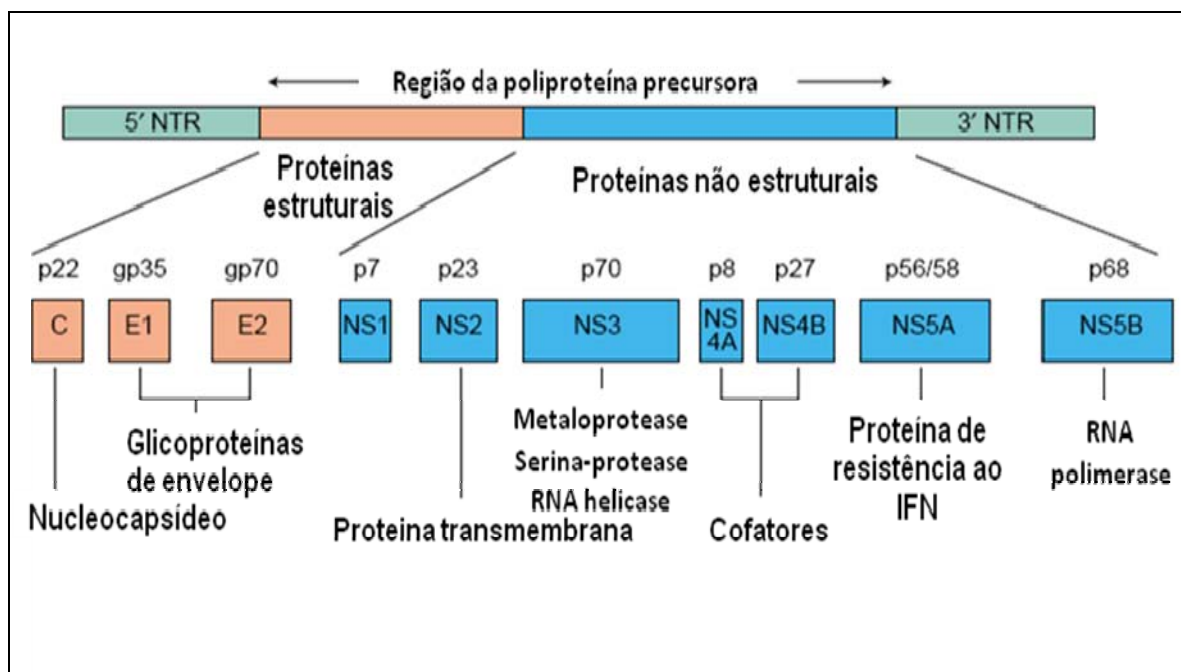 Região da poliproteína precursora
5′ NTR
3′ NTR
Proteínas
estruturais
Proteínas não estruturais
p22 gp35 gp70 p7 p23 p70 p8 p27 p56/58 p68
C E1 E2 NS1 NS2 NS3 NS
4A NS4B NS5A NS5B
Glicoproteínas
de envelope
Nucleocapsídeo
Proteina transmembrana
Metaloprotease
Serina-protease
RNA helicase
Cofatores
Proteína de
resistência ao
IFN
RNA
polimerase